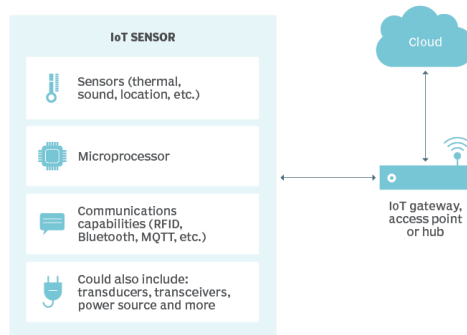 IoT SENSOR
Sensors (thermal,
sound, location, etc.)
Microprocessor
Communications
capabilities (RFID,
Bluetooth, MQTT, etc.)
Could also include:
transducers, transceivers,
power source and more
Cloud
IoT gateway,
access point
or hub